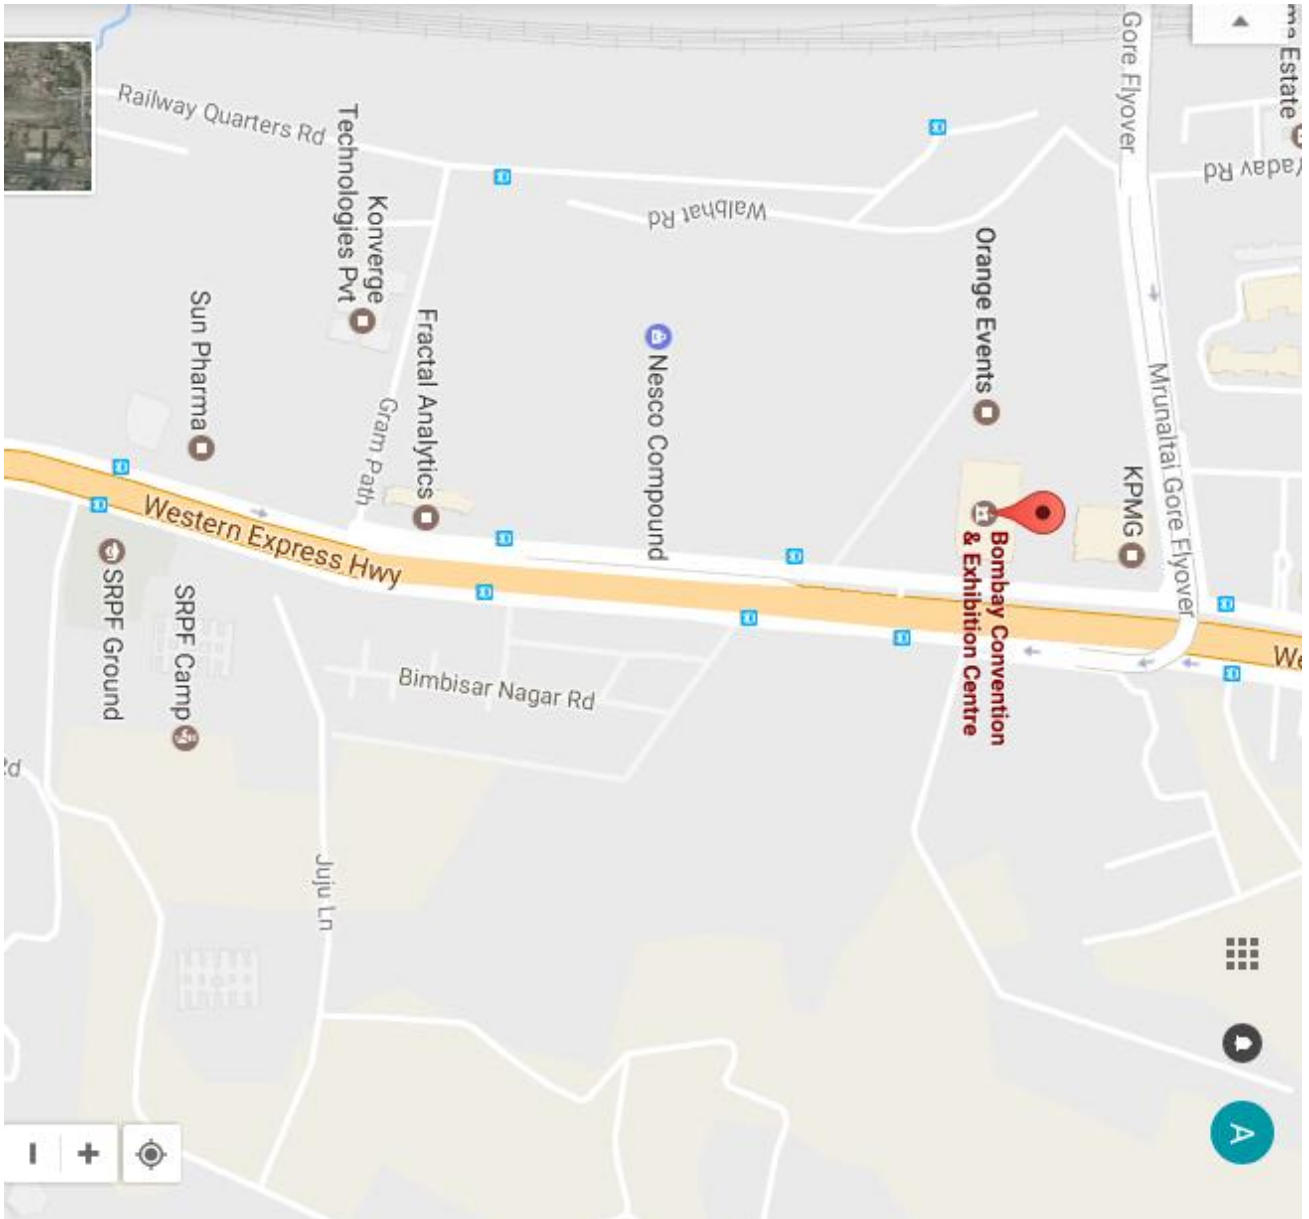 Estate
Yadav Rd
We
A
Gore Flyover
Mrunaltai Gore Flyover
KPMG
Orange Events
Bombay Convention
& Exhibition Centre
Walbhat Rd
Nesco Compound
Bimbisar Nagar Rd
Fractal Analytics
Gram Path
Konverge
Technologies Pvt
Western Express Hwy
Juju Ln
Railway Quarters Rd
Sun Pharma
SRPF Camp
SRPF Ground
Rd